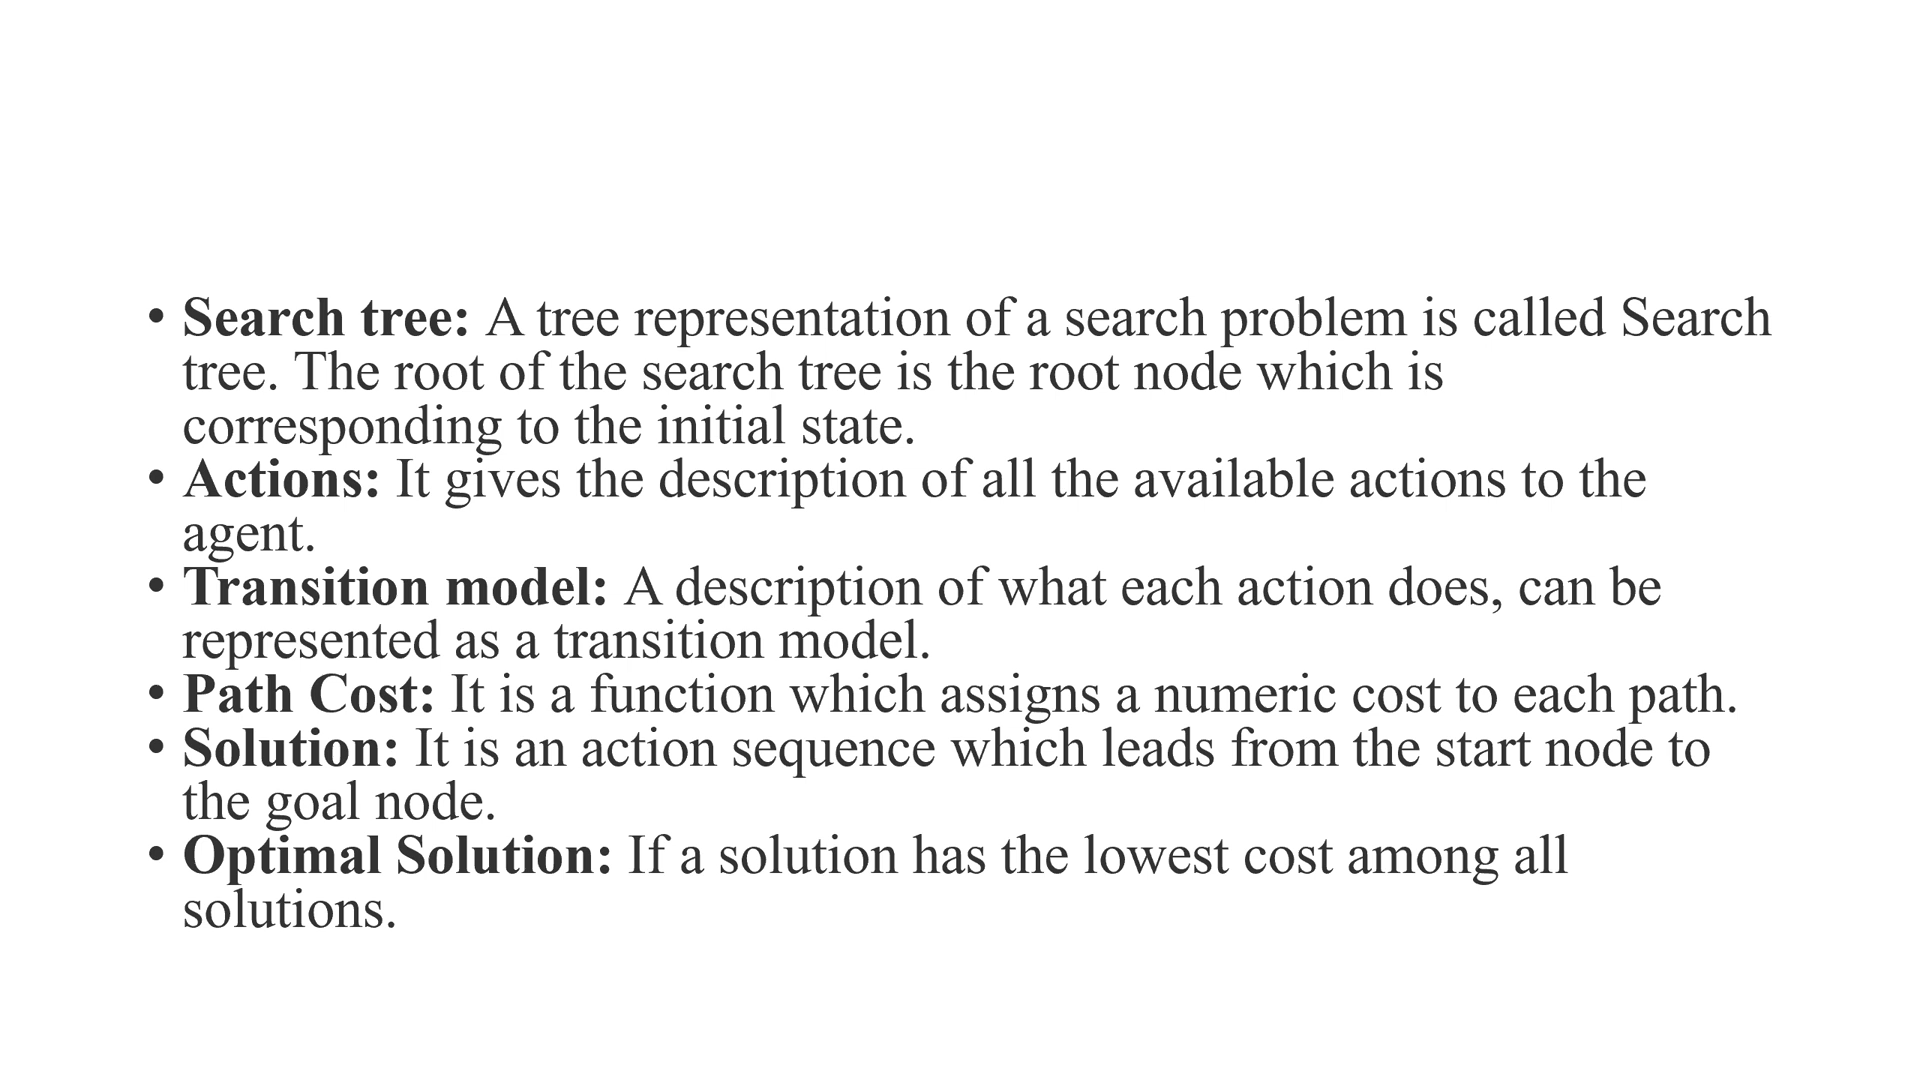 • Search tree: A tree representation of a search problem is called Search
tree. The root of the search tree is the root node which is
corresponding to the initial state.
• Actions: It gives the description of all the available actions to the
agent.
• Transition model: A description of what each action does, can be
represented as a transition model.
• Path Cost: It is a function which assigns a numeric cost to each path.
• Solution: It is an action sequence which leads from the start node to
the goal node.
• Optimal Solution: If a solution has the lowest cost among all
solutions.